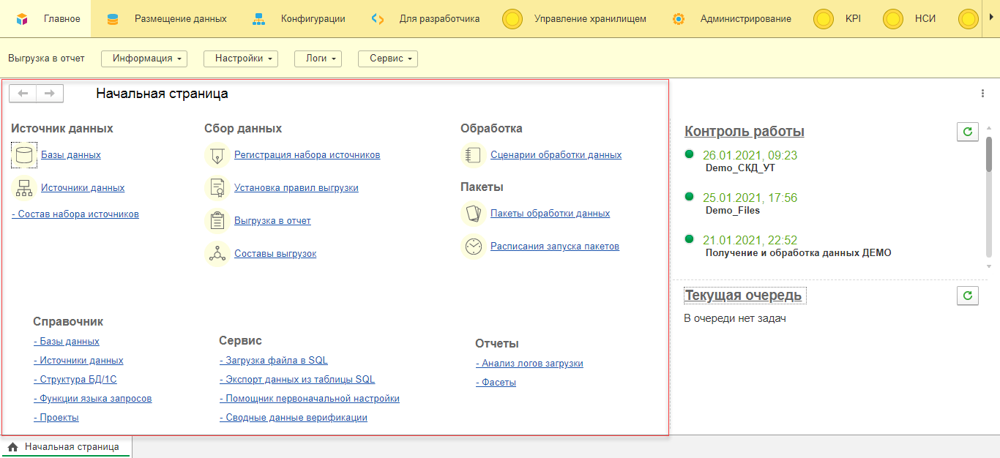 Главное Размещение данных Конфигурации Для разработчика Управление хранилищем Администрирование KPI НСИ
Выгрузка в отчет Информация Настройки Логи Сервис
Начальная страница
Источник данных
Базы данных
Источники данных
- Состав набора источников
Сбор данных
Регистрация набора источников
Установка правил выгрузки
Выгрузка в отчет
Составы выгрузок
Обработка
Сценарии обработки данных
Пакеты
Пакеты обработки данных
Расписания запуска пакетов
Справочник
- Базы данных
- Источники данных
- Структура БД/1С
- Функции языка запросов
- Проекты
Сервис
- Загрузка файла в SQL
- Экспорт данных из таблицы SQL
- Помощник первоначальной настройки
- Сводные данные верификации
Отчеты
- Анализ логов загрузки
- Фасеты
Контроль работы
26.01.2021, 09:23
Demo_СКД_УТ
25.01.2021, 17:56
Demo_Files
21.01.2021, 22:52
Получение и обработка данных ДЕМО
Текущая очередь
В очереди нет задач
Начальная страница